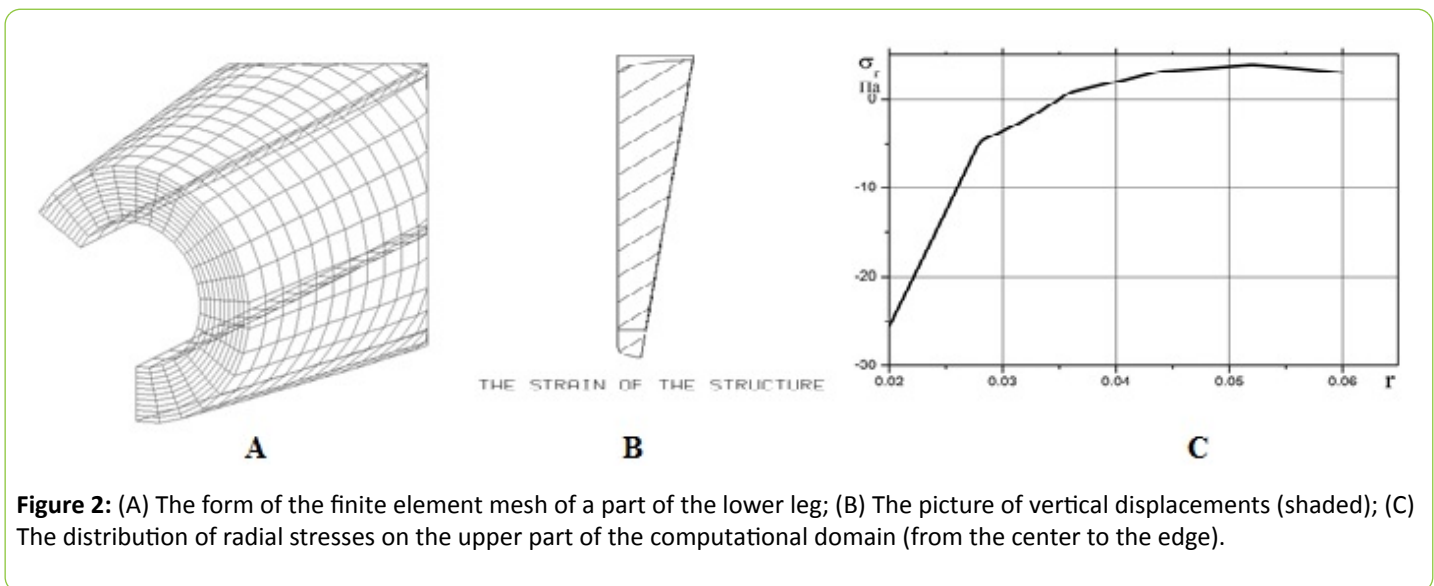 σr
Па
0
-10
-20
-30
0.02 0.03 0.04 0.05 0.06 r
THE STRAIN OF THE STRUCTURE
A B C
Figure 2: (A) The form of the finite element mesh of a part of the lower leg; (B) The picture of vertical displacements (shaded); (C)
The distribution of radial stresses on the upper part of the computational domain (from the center to the edge).